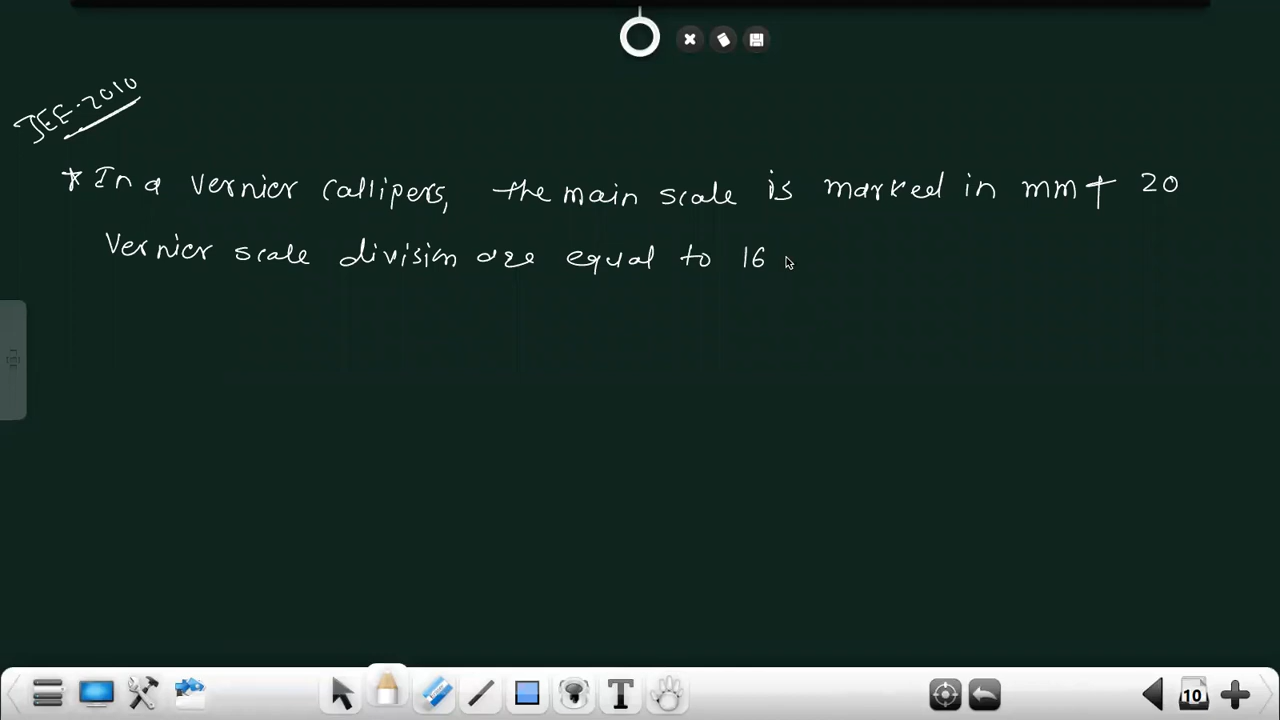 JEE-2010
* In a Vernier Callipers, the main scale is marked in mm + 20
Vernier scale division are equal to 16
T
10